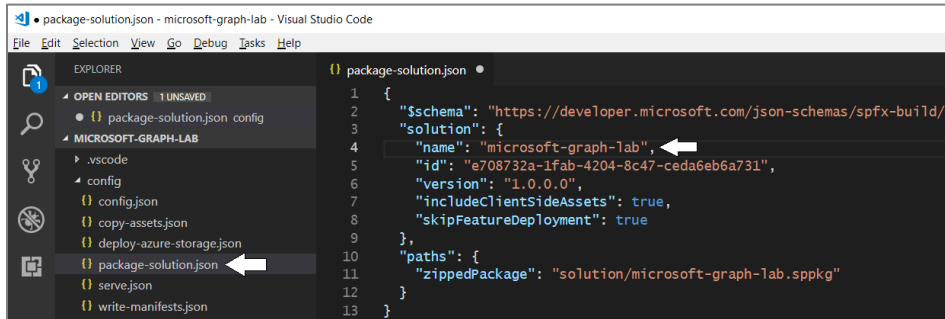 package-solution.json - microsoft-graph-lab - Visual Studio Code
File Edit Selection View Go Debug Tasks Help
EXPLORER
OPEN EDITORS 1 UNSAVED
{} package-solution.json config
MICROSOFT-GRAPH-LAB
.vscode
config
{} config.json
{} copy-assets.json
{} deploy-azure-storage.json
{} package-solution.json
{} serve.json
{} write-manifests.json
1
{} package-solution.json
1 {
2 "$schema": "https://developer.microsoft.com/json-schemas/spfx-build/
3 "solution": {
4 "name": "microsoft-graph-lab",
5 "id": "e708732a-1fab-4204-8c47-ceda6eb6a731",
6 "version": "1.0.0.0",
7 "includeClientSideAssets": true,
8 "skipFeatureDeployment": true
9 },
10 "paths": {
11 "zippedPackage": "solution/microsoft-graph-lab.sppkg"
12 }
13 }